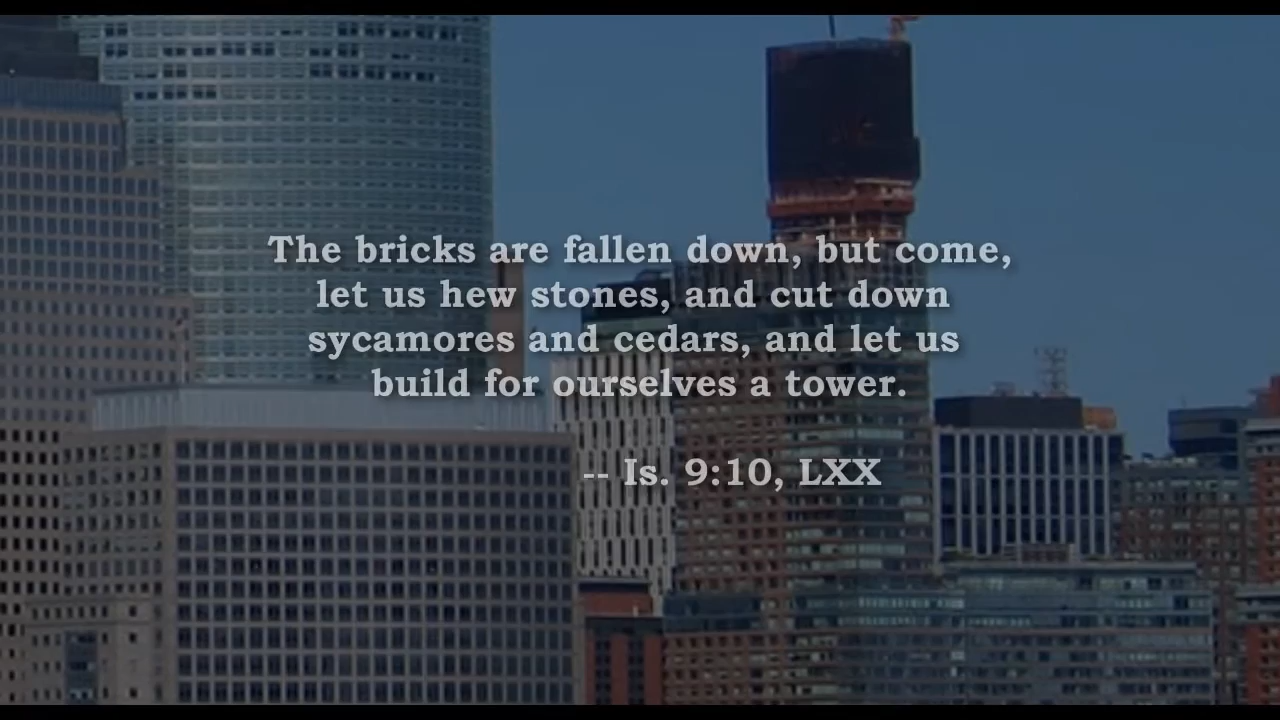 The bricks are fallen down, but come,
let us hew stones, and cut down
sycamores and cedars, and let us
build for ourselves a tower.
-- Is. 9:10, LXX